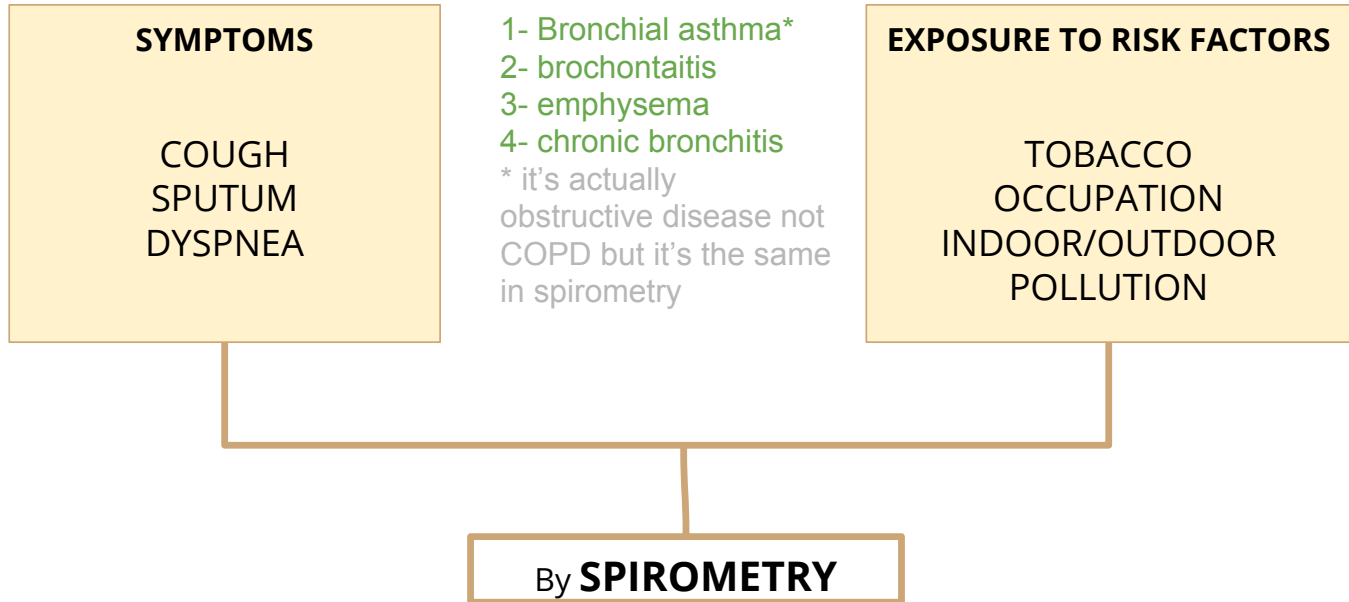 SYMPTOMS
COUGH
SPUTUM
DYSPNEA
1- Bronchial asthma*
2- brochontaitis
3- emphysema
4- chronic bronchitis
* it’s actually
obstructive disease not
COPD but it’s the same
in spirometry
EXPOSURE TO RISK FACTORS
TOBACCO
OCCUPATION
INDOOR/OUTDOOR
POLLUTION
By SPIROMETRY